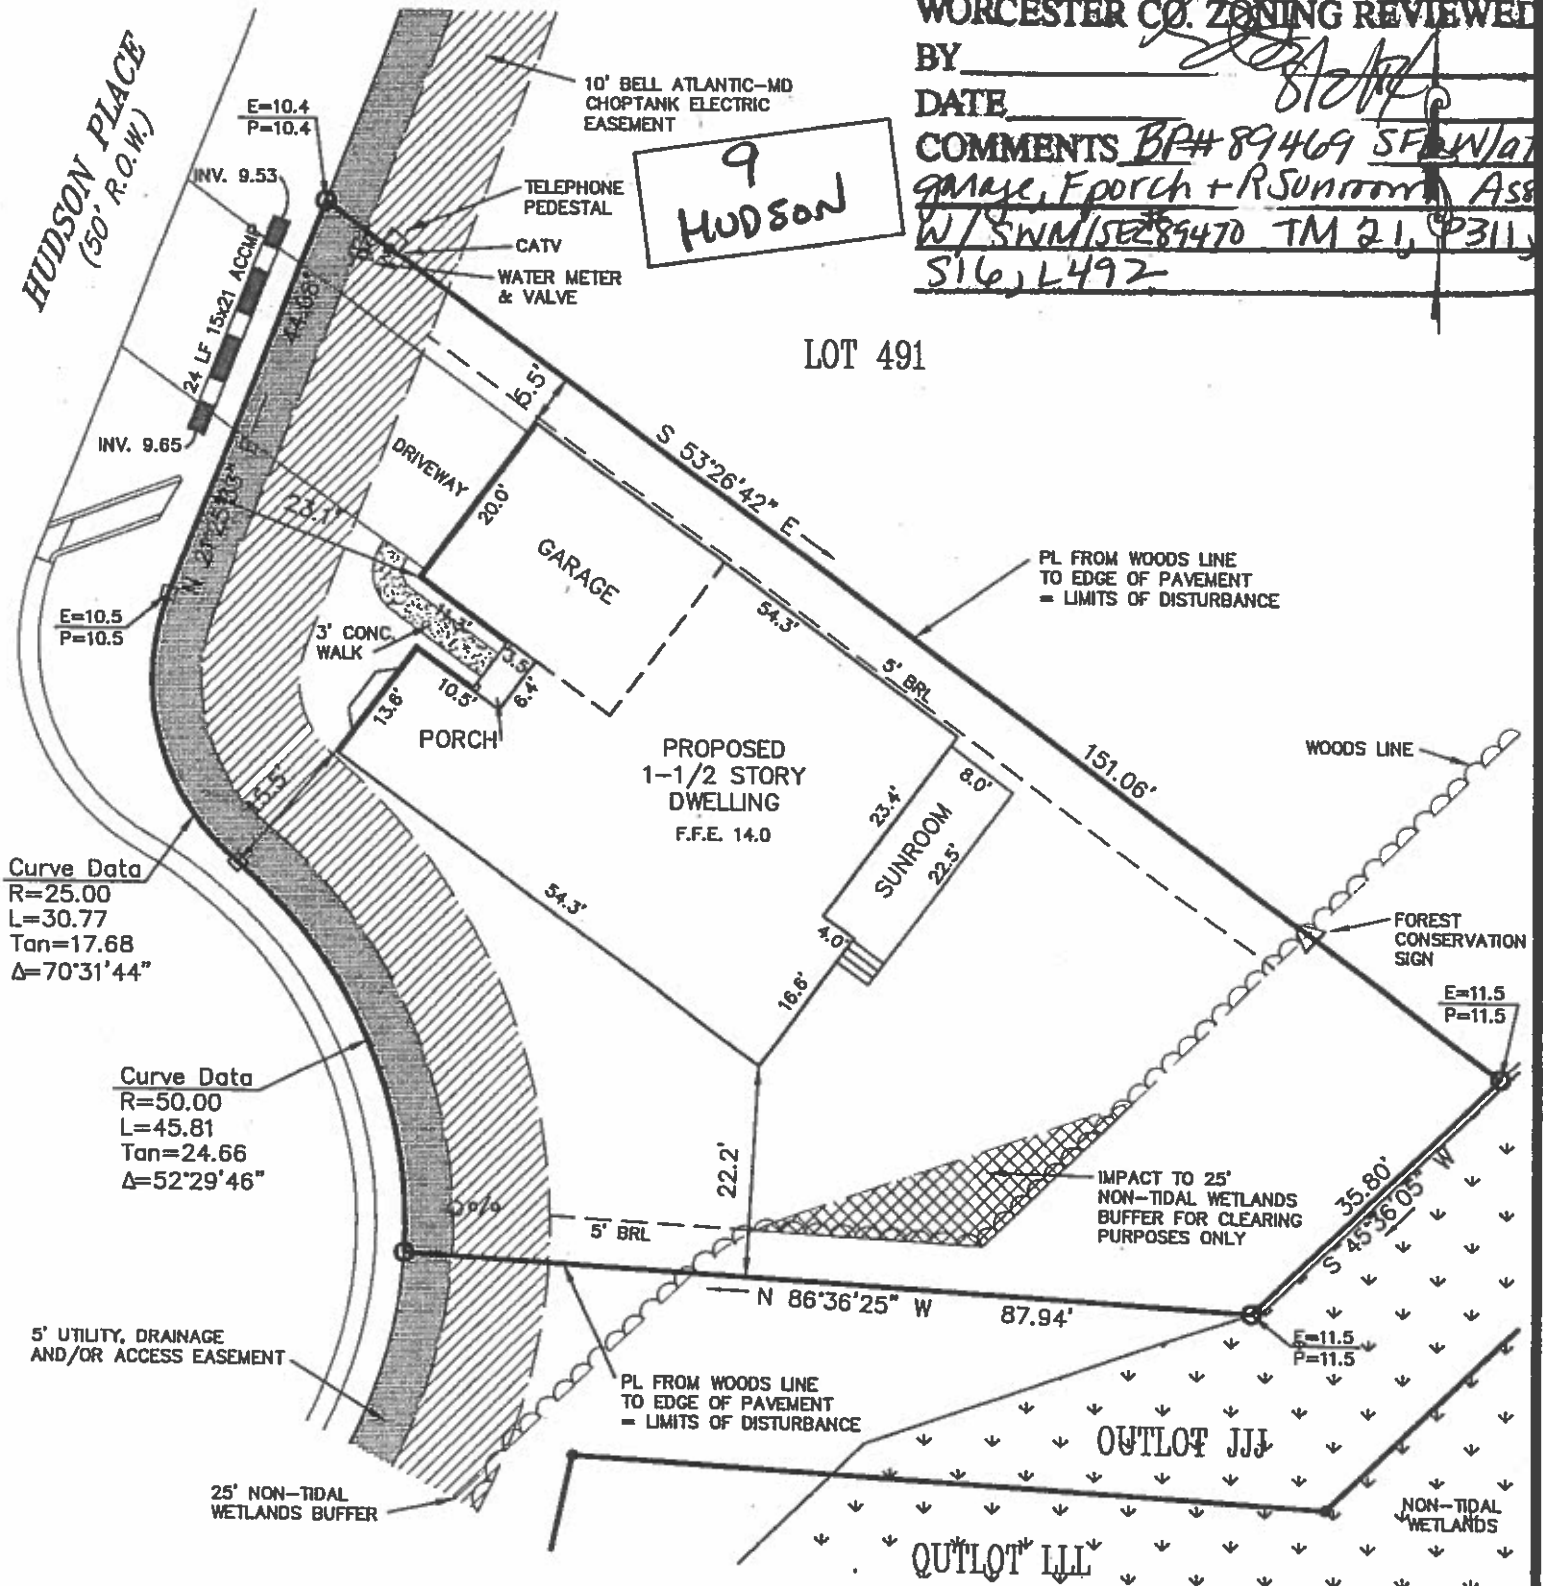 WORCESTER CO. ZONING REVIEWED
BY
DATE
COMMENTS BP# 89469 SFD W/at
garage, F porch + R Sunroom Ass
W/ SWM/SEC #89470 TM 21, P311,
S16, L492
9
HUDSON
HUDSON PLACE
(50' R.O.W.)
E=10.4
P=10.4
10' BELL ATLANTIC-MD
CHOPTANK ELECTRIC
EASEMENT
INV. 9.53
TELEPHONE
PEDESTAL
CATV
WATER METER
& VALVE
24 LF 15x21 ACCMP
INV. 9.65
LOT 491
5.5'
DRIVEWAY
20.0'
S 53°26'42" E
151.06'
GARAGE
23.1'
E=10.5
P=10.5
3' CONC.
WALK
11.3'
3.5
6.4'
10.5'
13.6'
PORCH
54.3'
5' BRL
PL FROM WOODS LINE
TO EDGE OF PAVEMENT
= LIMITS OF DISTURBANCE
PROPOSED
1-1/2 STORY
DWELLING
F.F.E. 14.0
WOODS LINE
8.0'
23.4'
SUNROOM
22.5'
15.5'
Curve Data
R=25.00
L=30.77
Tan=17.68
Δ=70°31'44"
54.3'
4.0'
16.6'
FOREST
CONSERVATION
SIGN
E=11.5
P=11.5
Curve Data
R=50.00
L=45.81
Tan=24.66
Δ=52°29'46"
22.2'
IMPACT TO 25'
NON-TIDAL WETLANDS
BUFFER FOR CLEARING
PURPOSES ONLY
35.80'
S 45°36'05" W
5' BRL
N 86°36'25" W 87.94'
E=11.5
P=11.5
5' UTILITY, DRAINAGE
AND/OR ACCESS EASEMENT
PL FROM WOODS LINE
TO EDGE OF PAVEMENT
= LIMITS OF DISTURBANCE
OUTLOT JJJ
25' NON-TIDAL
WETLANDS BUFFER
NON-TIDAL
WETLANDS
OUTLOT LLL